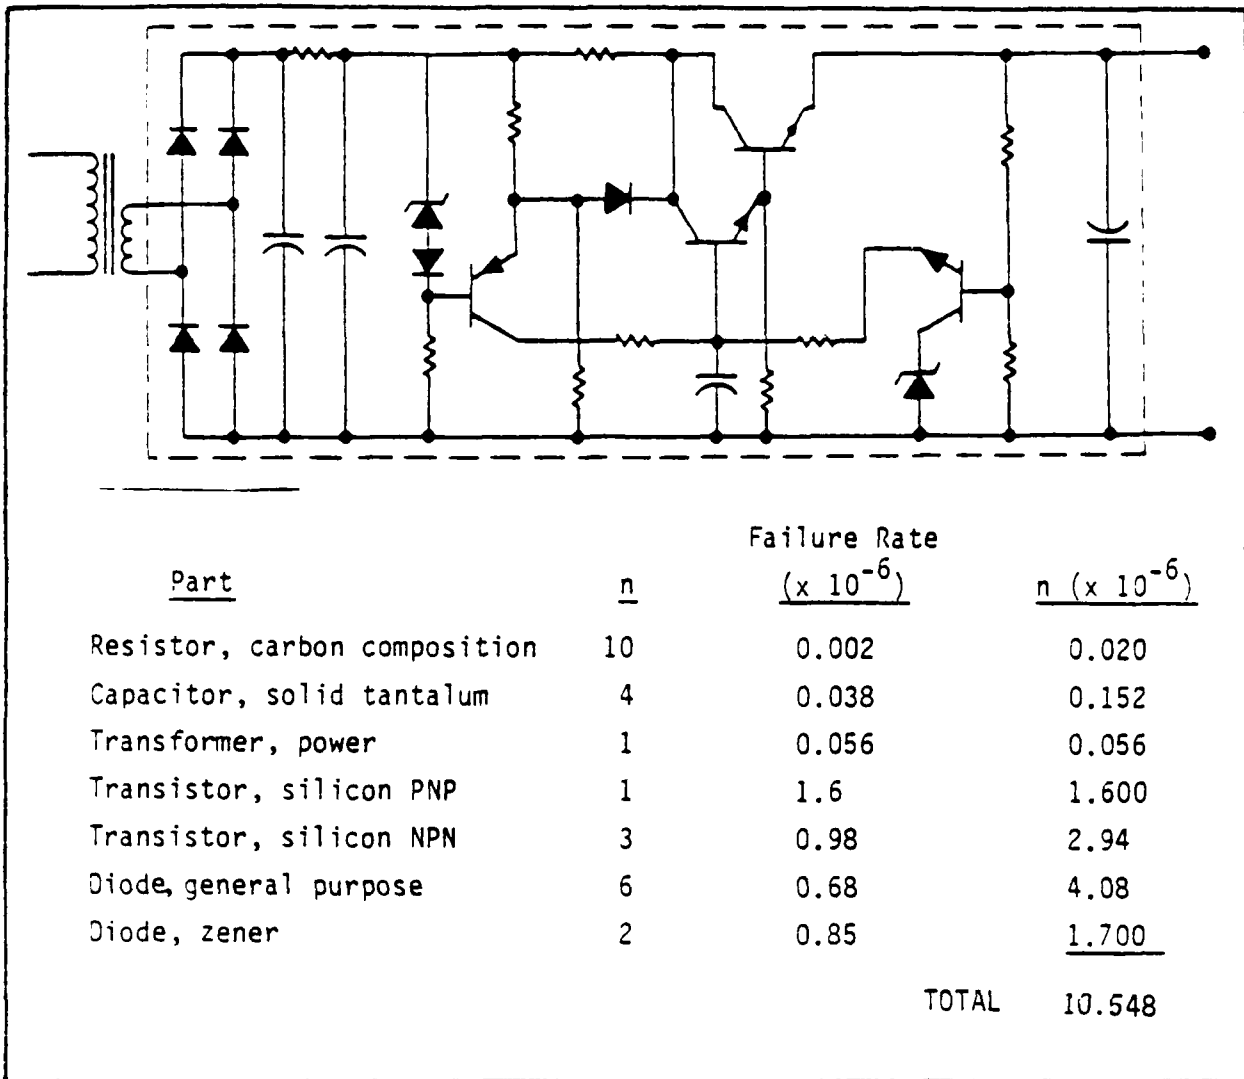 Failure Rate
Part n (x 10^-6) n (x 10^-6)
Resistor, carbon composition 10 0.002 0.020
Capacitor, solid tantalum 4 0.038 0.152
Transformer, power 1 0.056 0.056
Transistor, silicon PNP 1 1.6 1.600
Transistor, silicon NPN 3 0.98 2.94
Diode, general purpose 6 0.68 4.08
Diode, zener 2 0.85 1.700
TOTAL 10.548